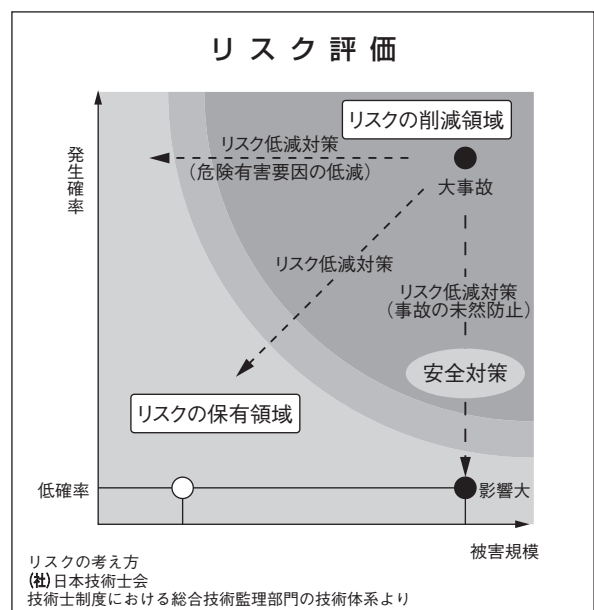 リスク評価
リスクの削減領域
リスク低減対策
(危険有害要因の低減)
大事故
発生確率
リスク低減対策
リスク低減対策
(事故の未然防止)
安全対策
リスクの保有領域
低確率
影響大
被害規模
リスクの考え方
(社)日本技術士会
技術士制度における総合技術監理部門の技術体系より